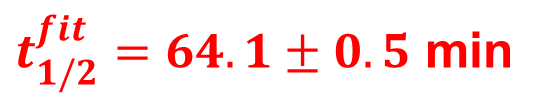 t_{1/2}^{fit} = 64.1 ± 0.5 min